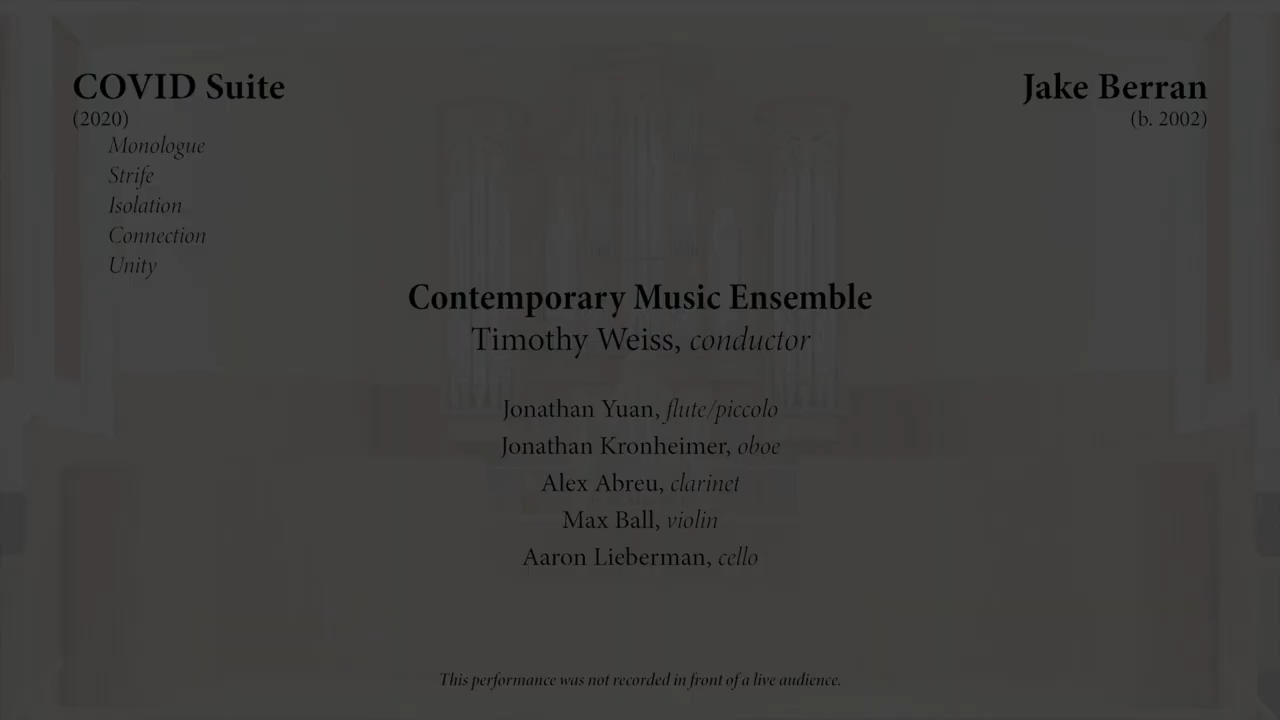 COVID Suite
Jake Berran
(2020)
(b. 2002)
Monologue
Strife
Isolation
Connection
Unity
Contemporary Music Ensemble
Timothy Weiss, conductor
Jonathan Yuan, flute/piccolo
Jonathan Kronheimer, oboe
Alex Abreu, clarinet
Max Ball, violin
Aaron Lieberman, cello
This performance was not recorded in front of a live audience.